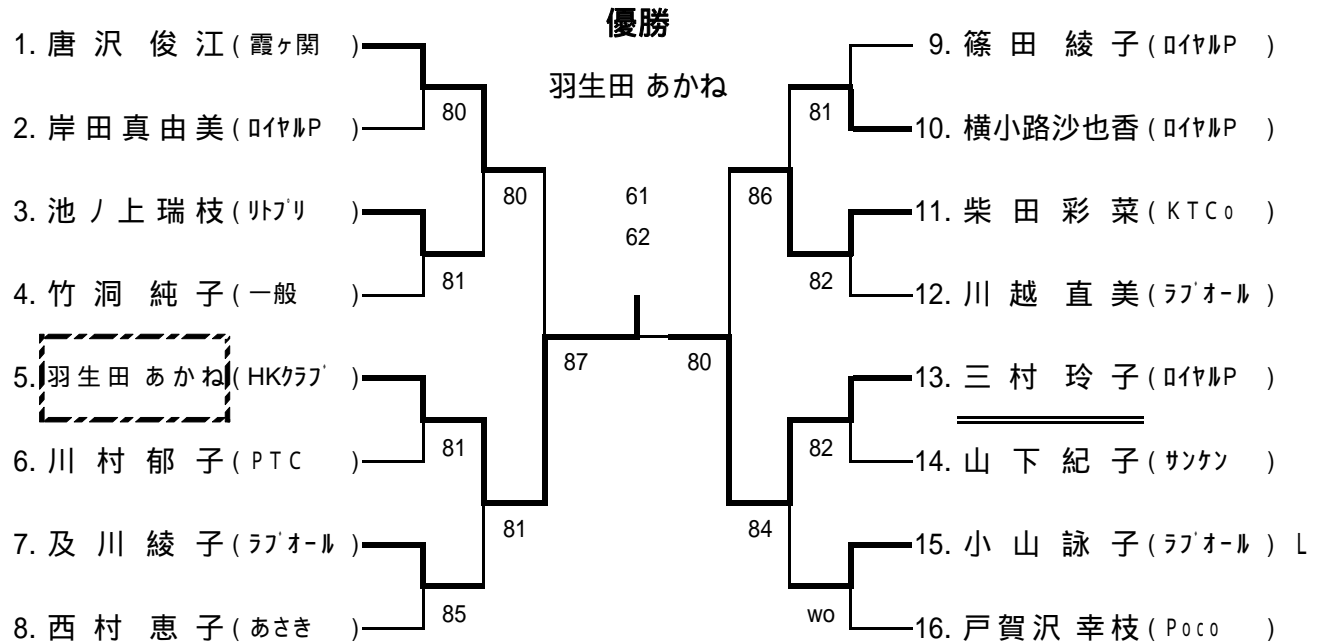 優勝
羽生田 あかね
1. 唐 沢 俊 江 ( 霞ヶ関 )
80
2. 岸 田 真 由 美 ( ﾛｲﾔﾙP )
80
3. 池 ノ 上 瑞 枝 ( ﾘﾄﾌﾟﾘ )
81
4. 竹 洞 純 子 ( 一般 )
87
5. 羽 生 田 あ か ね ( HKｸﾗﾌﾞ )
81
6. 川 村 郁 子 ( P T C )
81
7. 及 川 綾 子 ( ﾗﾌﾞｵｰﾙ )
85
8. 西 村 恵 子 ( あさき )
61
62
9. 篠 田 綾 子 ( ﾛｲﾔﾙP )
81
10. 横小路沙也香 ( ﾛｲﾔﾙP )
86
11. 柴 田 彩 菜 ( K T C o )
82
12. 川 越 直 美 ( ﾗﾌﾞｵｰﾙ )
80
13. 三 村 玲 子 ( ﾛｲﾔﾙP )
82
14. 山 下 紀 子 ( ｻﾝｹﾝ )
84
15. 小 山 詠 子 ( ﾗﾌﾞｵｰﾙ ) L
wo
16. 戸 賀 沢 幸 枝 ( P o c o )